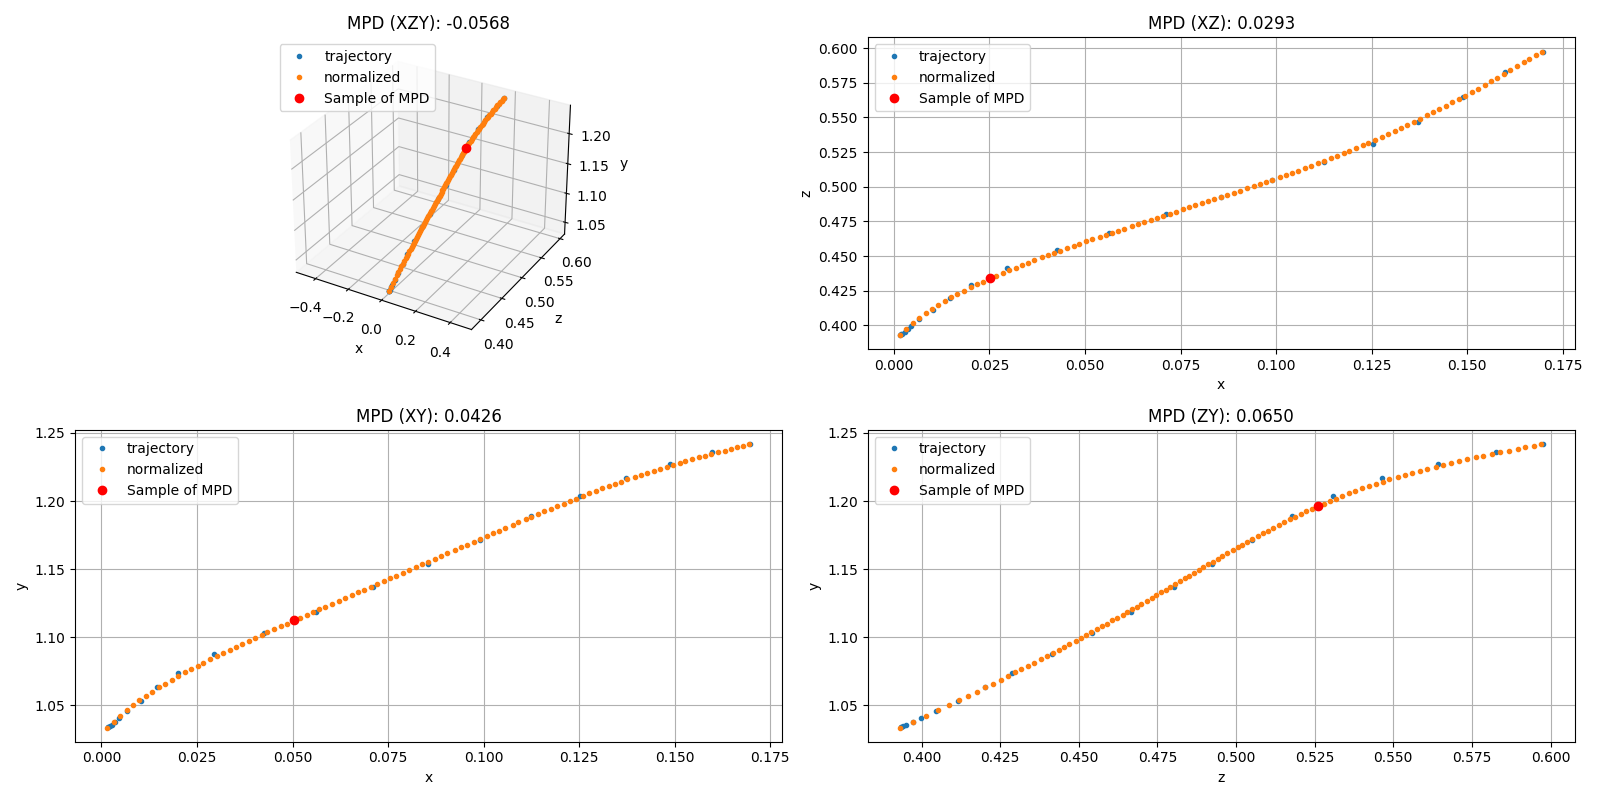 MPD (XZY): -0.0568
trajectory
normalized
Sample of MPD
1.20
1.15
1.10
1.05
y
−0.4
−0.2
0.0
0.2
0.4
x
0.60
0.55
0.50
0.45
0.40
z
MPD (XZ): 0.0293
trajectory
normalized
Sample of MPD
0.600
0.575
0.550
0.525
0.500
0.475
0.450
0.425
0.400
z
0.000 0.025 0.050 0.075 0.100 0.125 0.150 0.175
x
MPD (XY): 0.0426
trajectory
normalized
Sample of MPD
1.25
1.20
1.15
1.10
1.05
y
0.000 0.025 0.050 0.075 0.100 0.125 0.150 0.175
x
MPD (ZY): 0.0650
trajectory
normalized
Sample of MPD
1.25
1.20
1.15
1.10
1.05
y
0.400 0.425 0.450 0.475 0.500 0.525 0.550 0.575 0.600
z